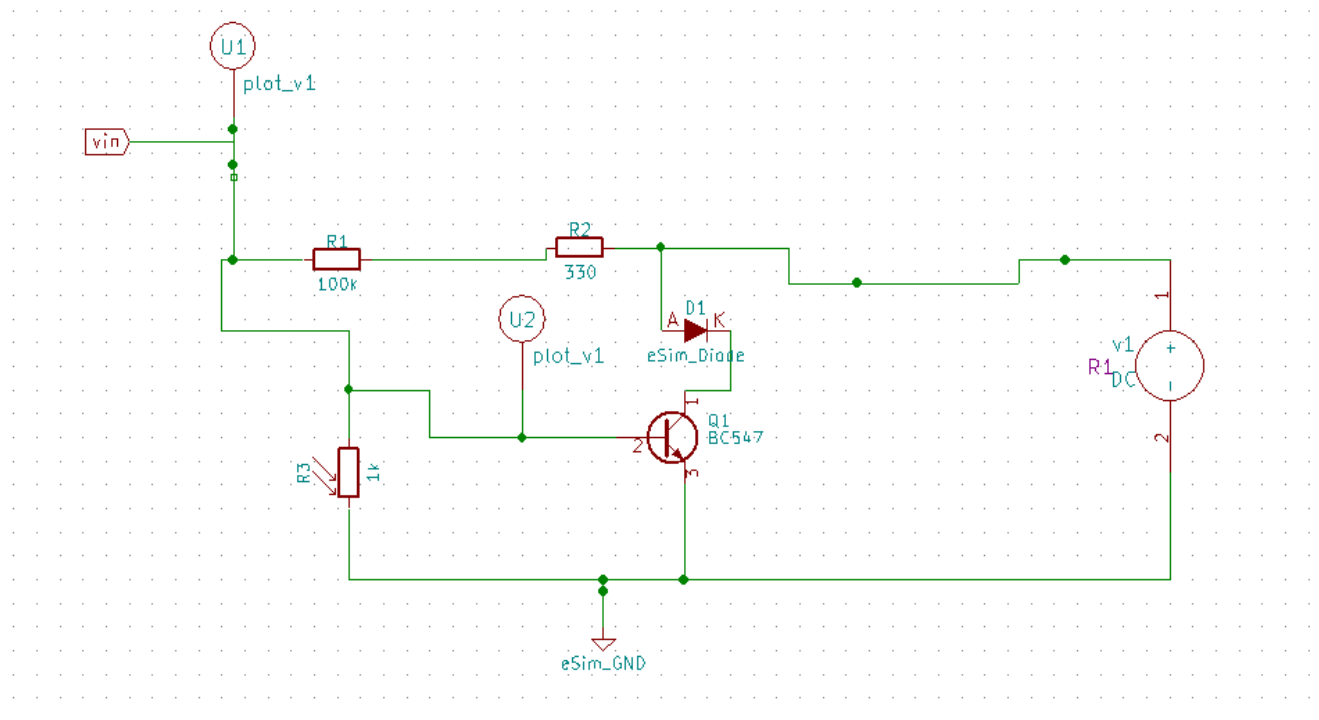 U1
plot_v1
vin
R1
100k
R2
330
U2
plot_v1
D1
A
K
eSim_Diode
1
v1
+
R1
DC
-
1
Q1
BC547
2
3
2
R3
1k
eSim_GND